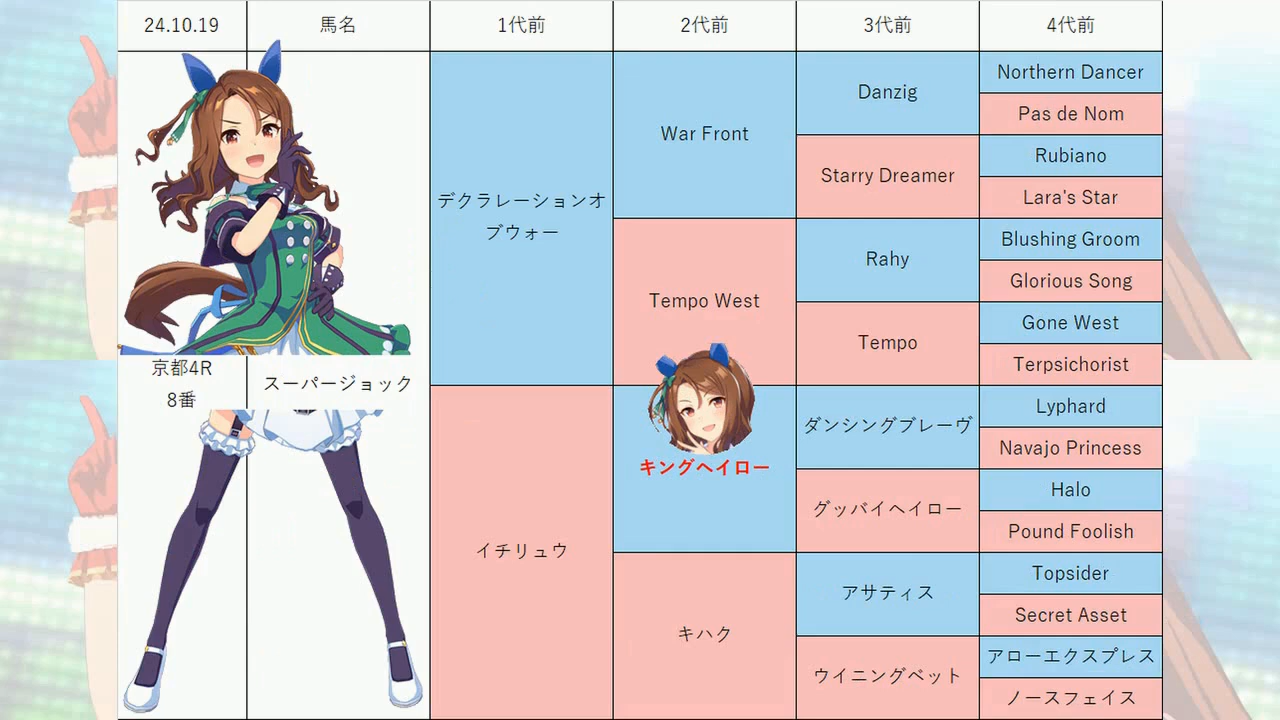 24.10.19
馬名
1代前
2代前
3代前
4代前
京都4R
8番
スーパージョック
デクラレーションオ
ブウォー
イチリュウ
War Front
Tempo West
キングヘイロー
キハク
Danzig
Starry Dreamer
Rahy
Tempo
ダンシングブレーヴ
グッバイヘイロー
アサティス
ウイニングベット
Northern Dancer
Pas de Nom
Rubiano
Lara's Star
Blushing Groom
Glorious Song
Gone West
Terpsichorist
Lyphard
Navajo Princess
Halo
Pound Foolish
Topsider
Secret Asset
アローエクスプレス
ノースフェイス